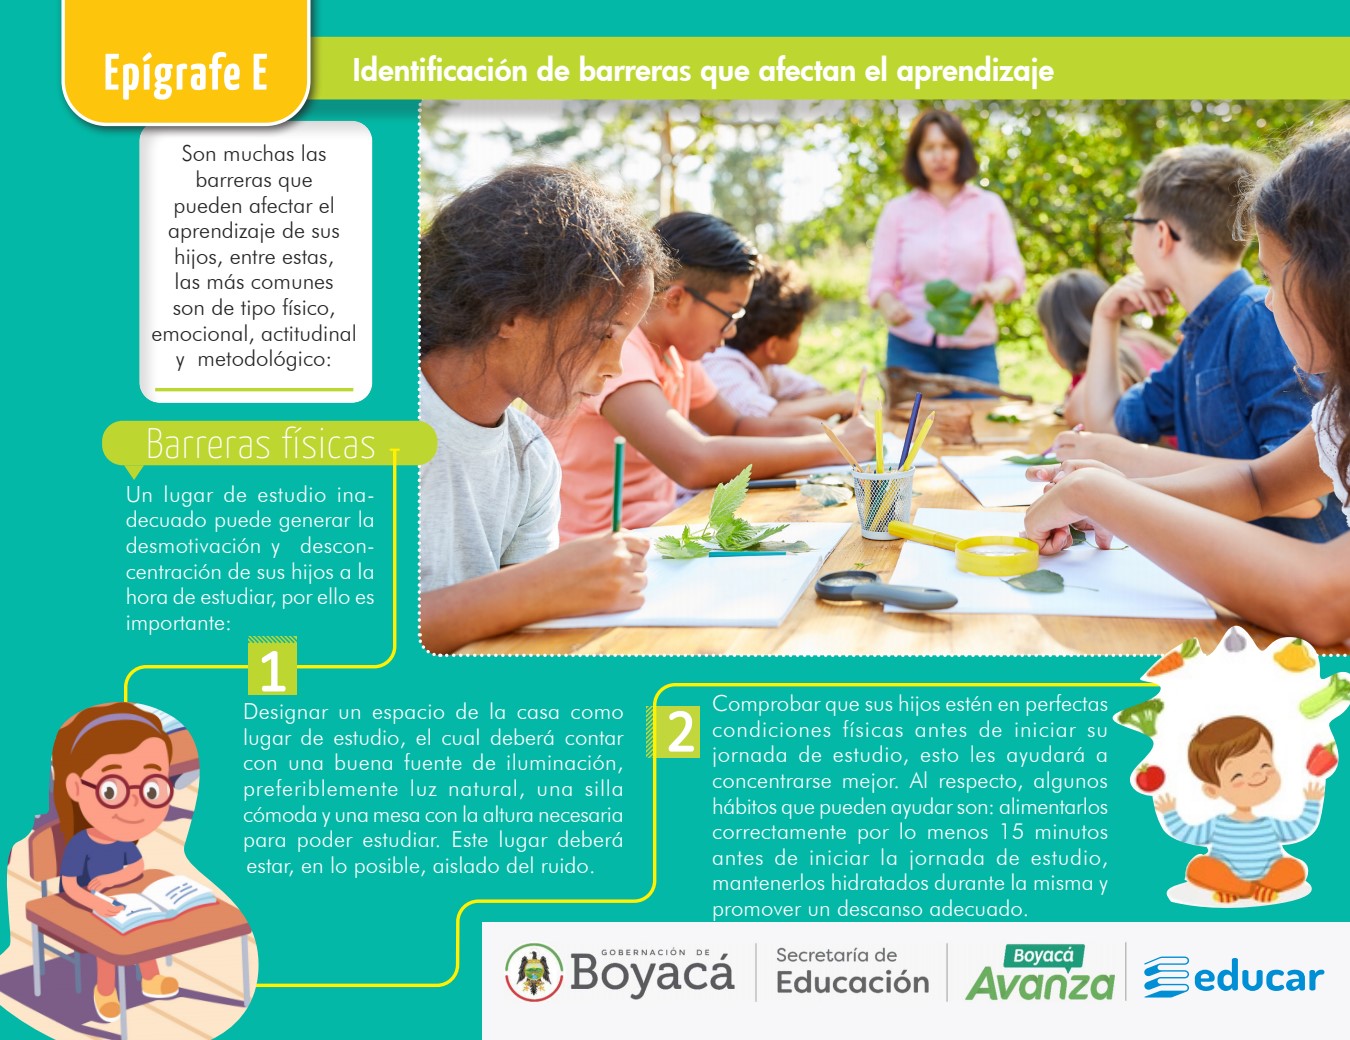 Epígrafe E
Identificación de barreras que afectan el aprendizaje
Son muchas las
barreras que
pueden afectar el
aprendizaje de sus
hijos, entre estas,
las más comunes
son de tipo físico,
emocional, actitudinal
y metodológico:
Barreras físicas
Un lugar de estudio ina-
decuado puede generar la
desmotivación y descon-
centración de sus hijos a la
hora de estudiar, por ello es
importante:
1
Designar un espacio de la casa como
lugar de estudio, el cual deberá contar
con una buena fuente de iluminación,
preferiblemente luz natural, una silla
cómoda y una mesa con la altura necesaria
para poder estudiar. Este lugar deberá
estar, en lo posible, aislado del ruido.
2
Comprobar que sus hijos estén en perfectas
condiciones físicas antes de iniciar su
jornada de estudio, esto les ayudará a
concentrarse mejor. Al respecto, algunos
hábitos que pueden ayudar son: alimentarlos
correctamente por lo menos 15 minutos
antes de iniciar la jornada de estudio,
mantenerlos hidratados durante la misma y
promover un descanso adecuado.
GOBERNACIÓN DE
Boyacá
Secretaría de
Educación
Boyacá
Avanza
educar